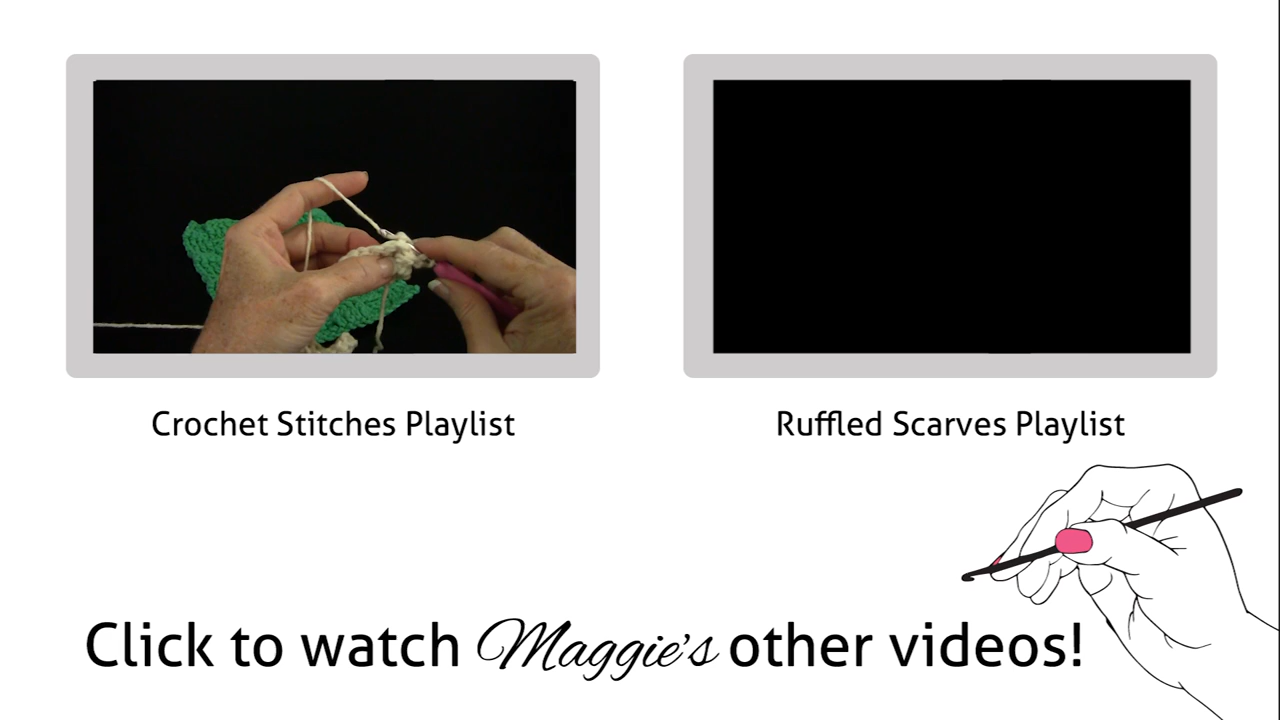 Crochet Stitches Playlist
Ruffled Scarves Playlist
Click to watch Maggie's other videos!